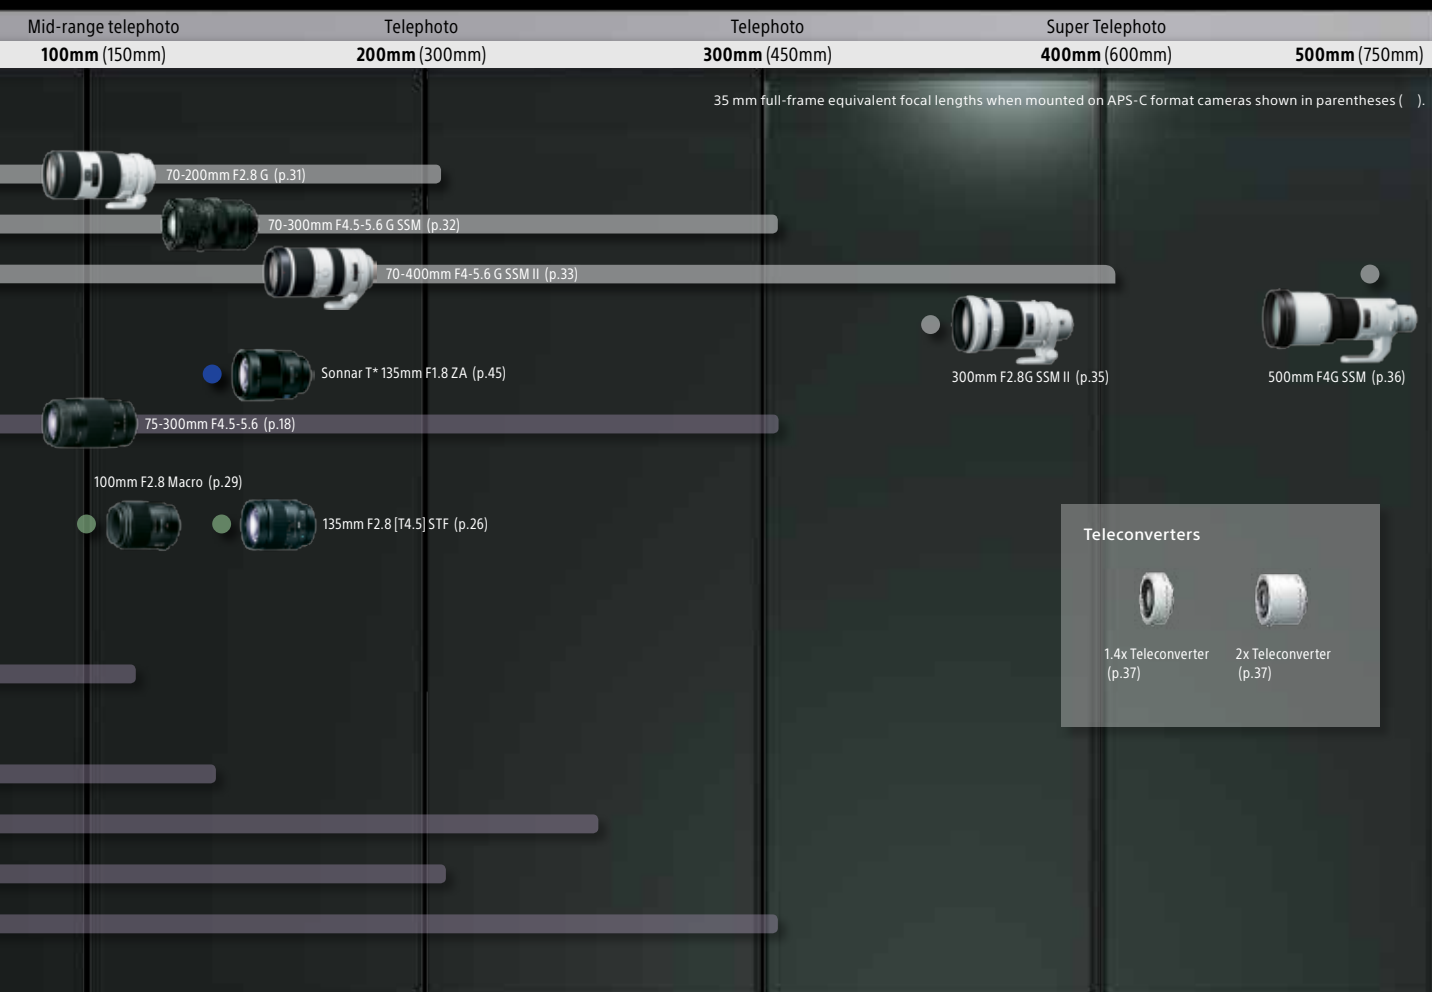 Mid-range telephoto
Telephoto
Telephoto
Super Telephoto
100mm (150mm)
200mm (300mm)
300mm (450mm)
400mm (600mm)
500mm (750mm)
35 mm full-frame equivalent focal lengths when mounted on APS-C format cameras shown in parentheses ( ).
70-200mm F2.8 G (p.31)
70-300mm F4.5-5.6 G SSM (p.32)
70-400mm F4-5.6 G SSM II (p.33)
Sonnar T* 135mm F1.8 ZA (p.45)
300mm F2.8G SSM II (p.35)
500mm F4G SSM (p.36)
75-300mm F4.5-5.6 (p.18)
100mm F2.8 Macro (p.29)
135mm F2.8 [T4.5] STF (p.26)
Teleconverters
1.4x Teleconverter
(p.37)
2x Teleconverter
(p.37)